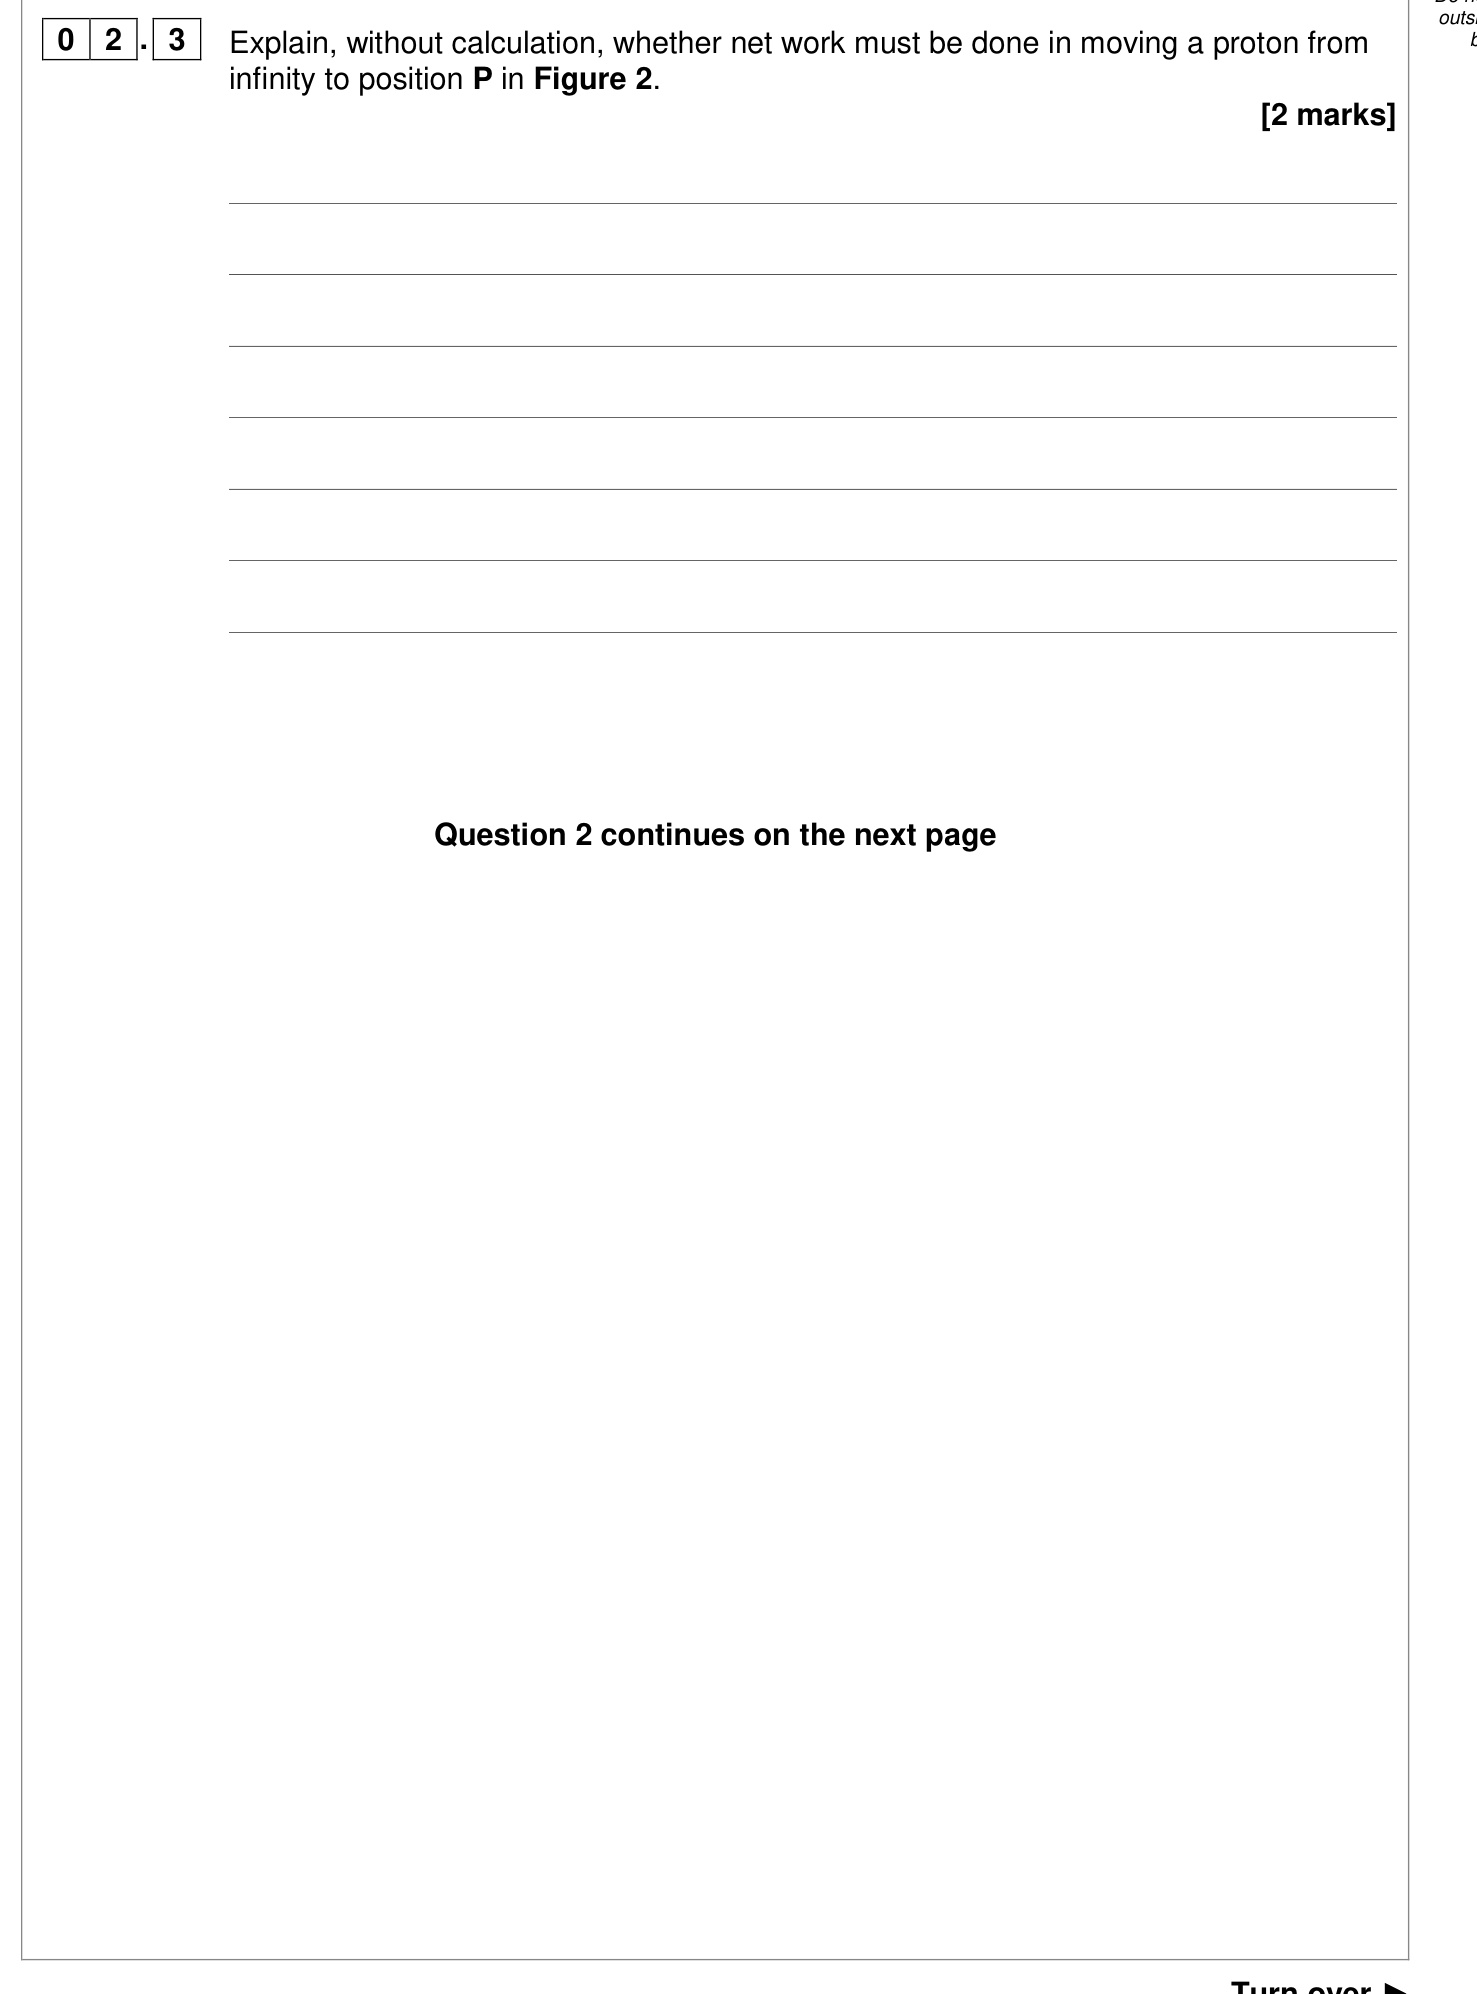 outs
0 2 . 3 Explain, without calculation, whether net work must be done in moving a proton from
infinity to position P in Figure 2.
[2 marks]
Question 2 continues on the next page
Turn over ►